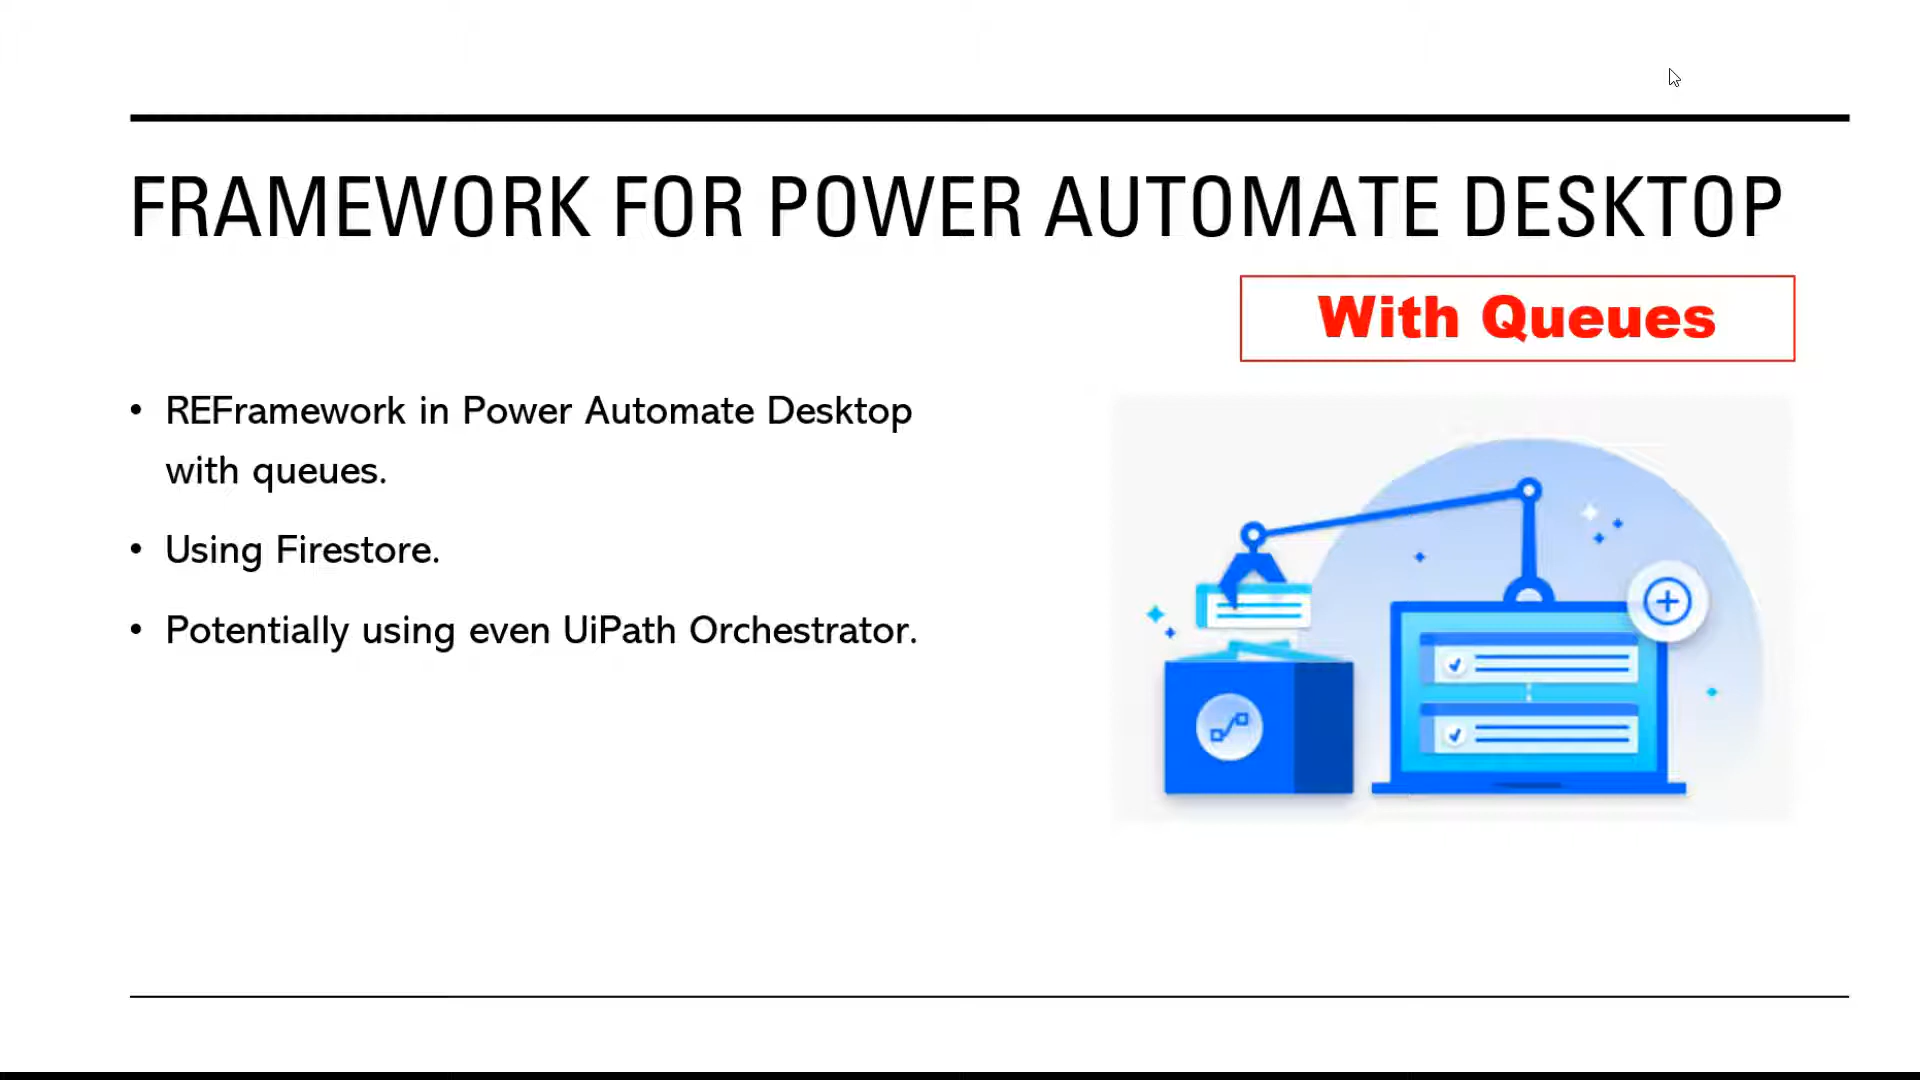 FRAMEWORK FOR POWER AUTOMATE DESKTOP
With Queues
• REFramework in Power Automate Desktop
with queues.
• Using Firestore.
• Potentially using even UiPath Orchestrator.